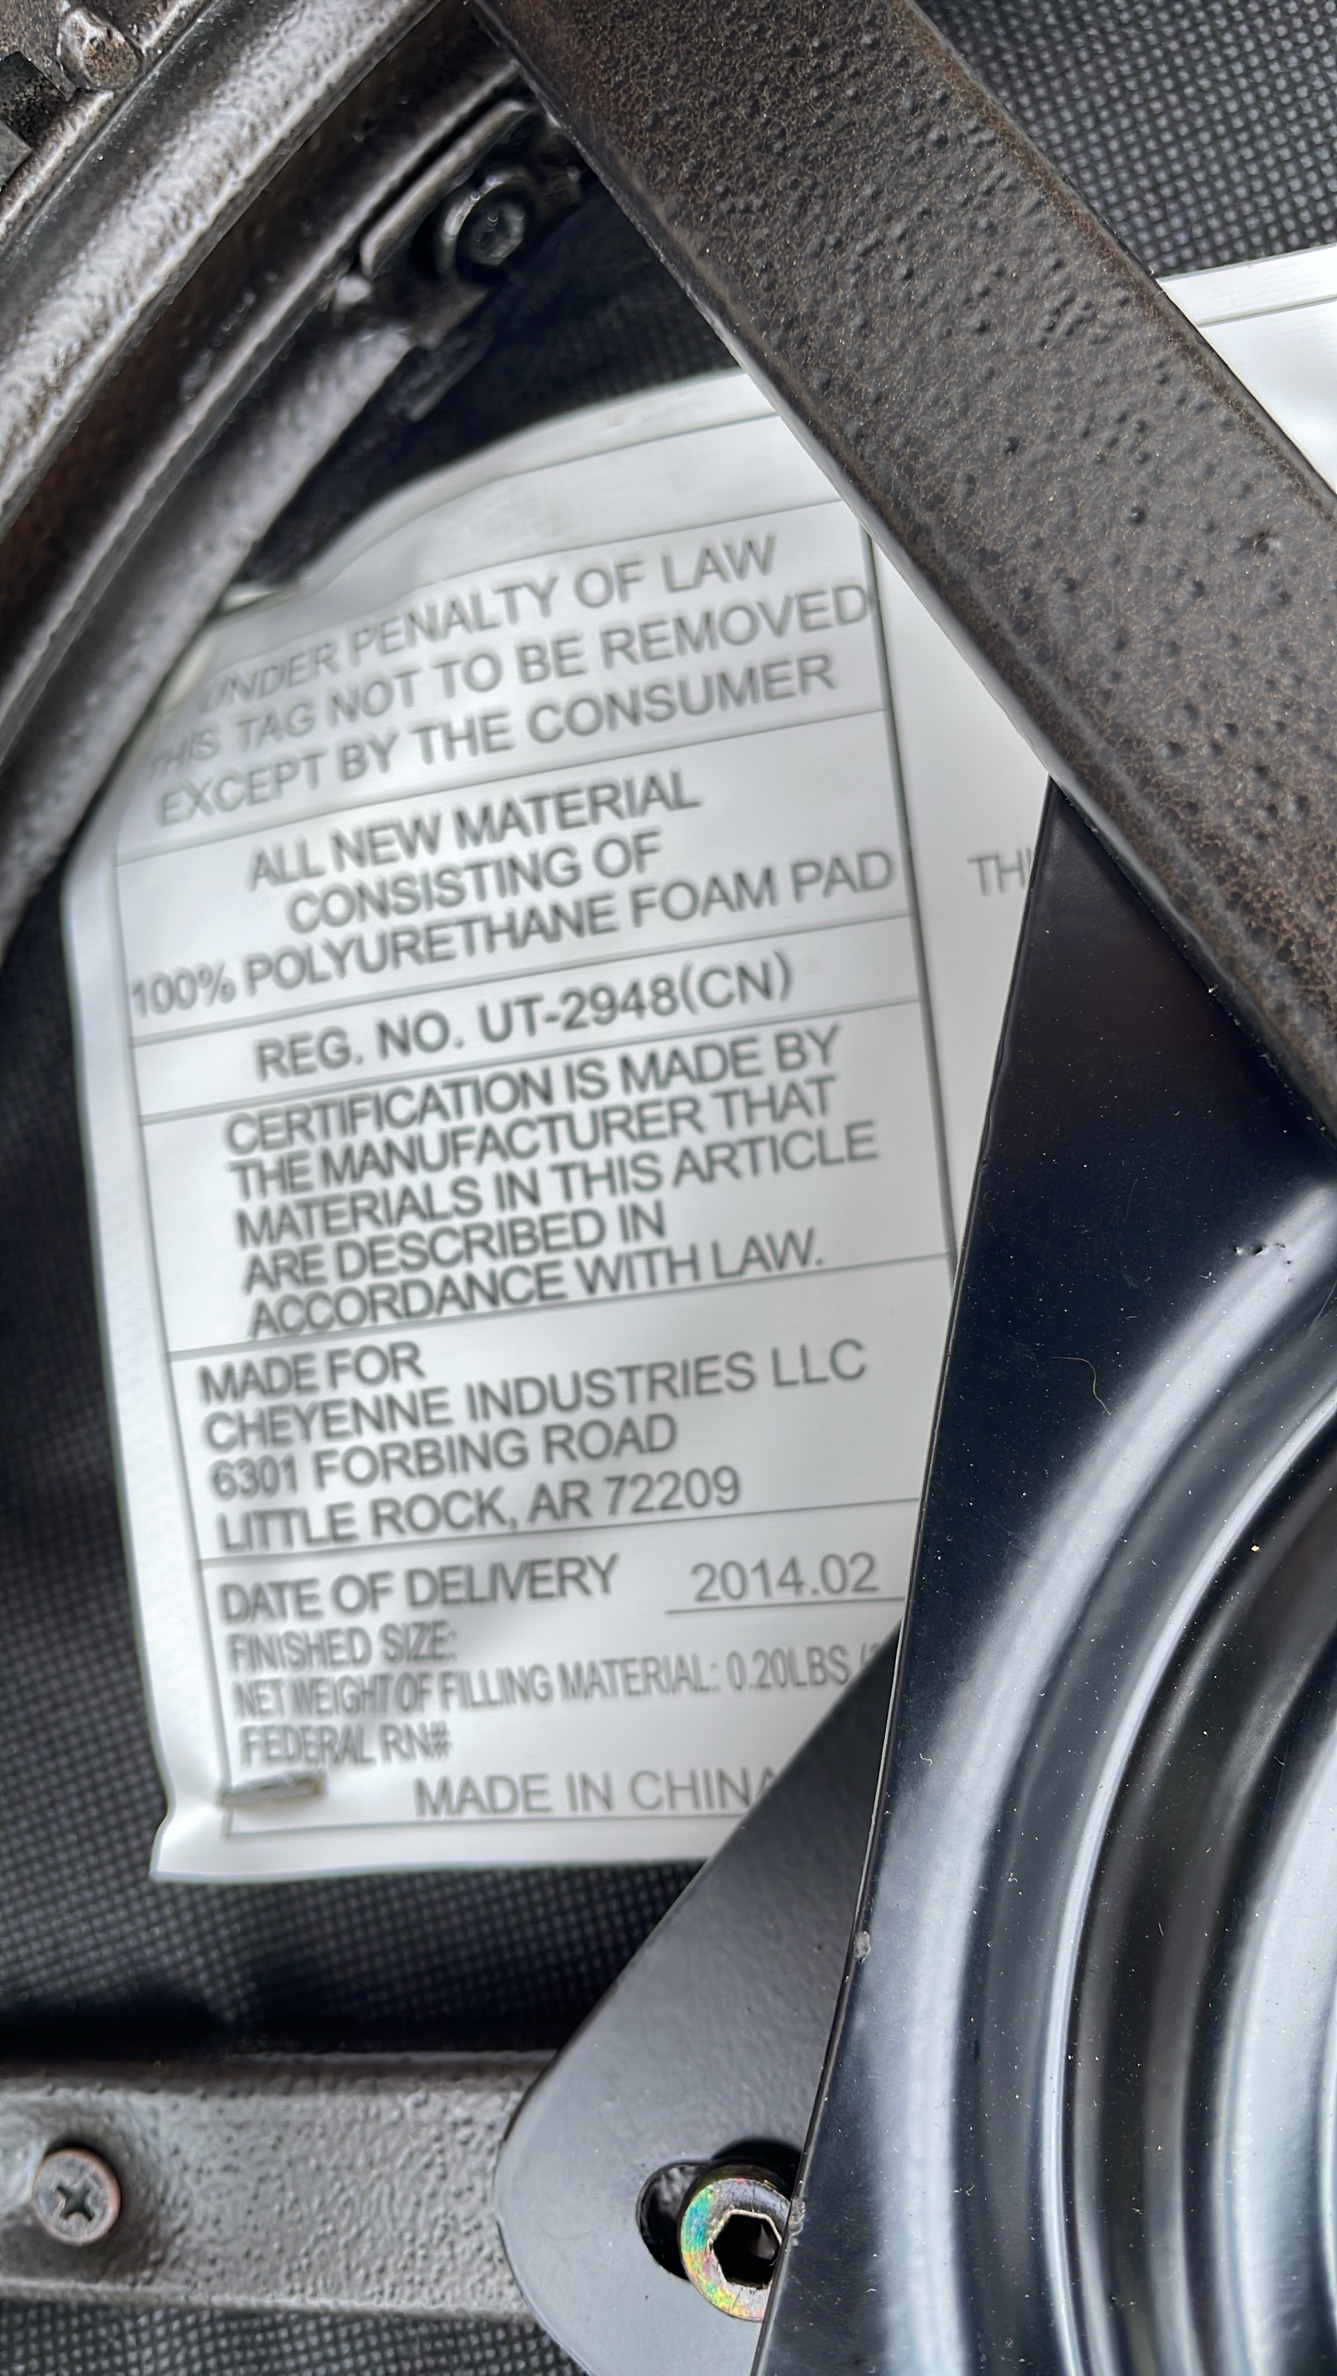 UNDER PENALTY OF LAW
THIS TAG NOT TO BE REMOVED
EXCEPT BY THE CONSUMER
ALL NEW MATERIAL
CONSISTING OF
100% POLYURETHANE FOAM PAD
REG. NO. UT-2948(CN)
CERTIFICATION IS MADE BY
THE MANUFACTURER THAT
MATERIALS IN THIS ARTICLE
ARE DESCRIBED IN
ACCORDANCE WITH LAW.
MADE FOR
CHEYENNE INDUSTRIES LLC
6301 FORBING ROAD
LITTLE ROCK, AR 72209
DATE OF DELIVERY 2014.02
FINISHED SIZE:
NET WEIGHT OF FILLING MATERIAL: 0.20LBS
FEDERAL RN#
MADE IN CHINA